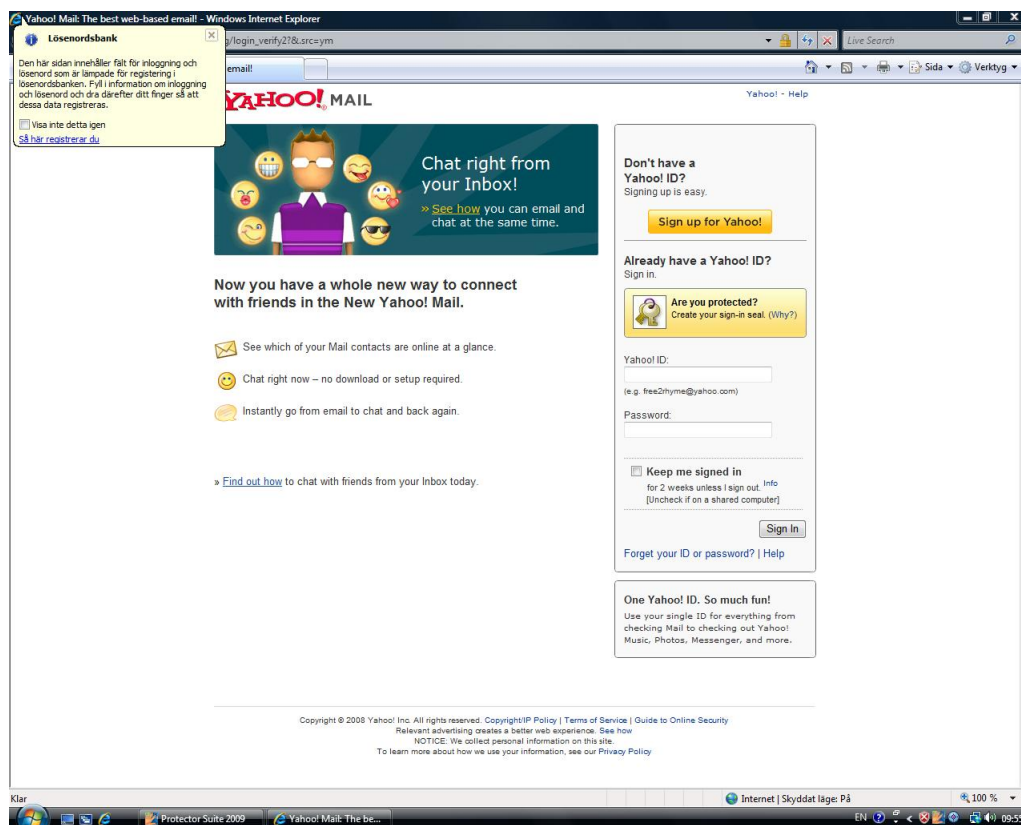 Yahoo! Mail: The best web-based email! - Windows Internet Explorer
Lösenordsbank
Den här sidan innehåller fält för inloggning och
lösenord som är lämpade för registering i
lösenordsbanken. Fyll i information om inloggning
och lösenord och dra därefter ditt finger så att
dessa data registreras.
Visa inte detta igen
Så här registrerar du
g/login_verify2?&.src=ym
Live Search
email!
Sida
Verktyg
YAHOO! MAIL
Yahoo! - Help
Chat right from
your Inbox!
» See how you can email and
chat at the same time.
Now you have a whole new way to connect
with friends in the New Yahoo! Mail.
See which of your Mail contacts are online at a glance.
Chat right now – no download or setup required.
Instantly go from email to chat and back again.
» Find out how to chat with friends from your Inbox today.
Don't have a
Yahoo! ID?
Signing up is easy.
Sign up for Yahoo!
Already have a Yahoo! ID?
Sign in.
Are you protected?
Create your sign-in seal. (Why?)
Yahoo! ID:
(e.g. free2rhyme@yahoo.com)
Password:
Keep me signed in
for 2 weeks unless I sign out. Info
[Uncheck if on a shared computer]
Sign In
Forget your ID or password? | Help
One Yahoo! ID. So much fun!
Use your single ID for everything from
checking Mail to checking out Yahoo!
Music, Photos, Messenger, and more.
Copyright © 2008 Yahoo! Inc. All rights reserved. Copyright/IP Policy | Terms of Service | Guide to Online Security
Relevant advertising creates a better web experience. See how
NOTICE: We collect personal information on this site.
To learn more about how we use your information, see our Privacy Policy
Klar
Internet | Skyddat läge: På
100 %
Protector Suite 2009
Yahoo! Mail: The be...
EN
09:55